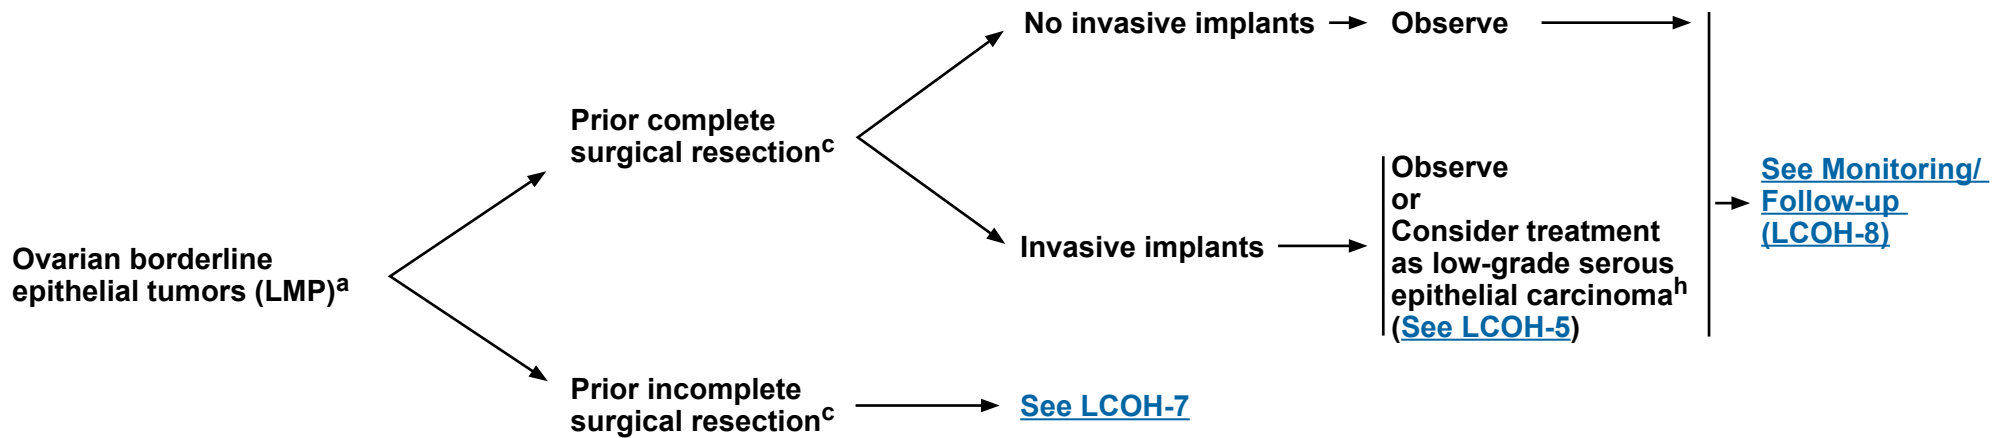 Ovarian borderline
epithelial tumors (LMP)a
Prior complete
surgical resectionc
No invasive implants
Observe
Invasive implants
Observe
or
Consider treatment
as low-grade serous
epithelial carcinomah
(See LCOH-5)
See Monitoring/
Follow-up
(LCOH-8)
Prior incomplete
surgical resectionc
See LCOH-7